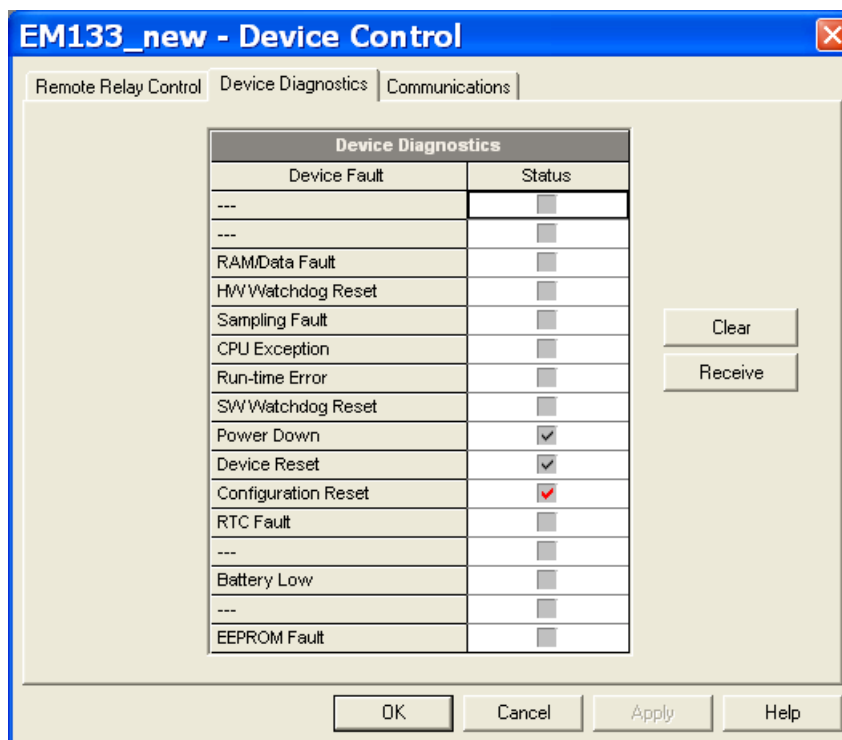 EM133_new - Device Control
Remote Relay Control Device Diagnostics Communications
Device Diagnostics
Device Fault Status
---
---
RAM/Data Fault
HW Watchdog Reset
Sampling Fault
CPU Exception
Run-time Error
SW Watchdog Reset
Power Down
Device Reset
Configuration Reset
RTC Fault
---
Battery Low
---
EEPROM Fault
Clear
Receive
OK Cancel Apply Help